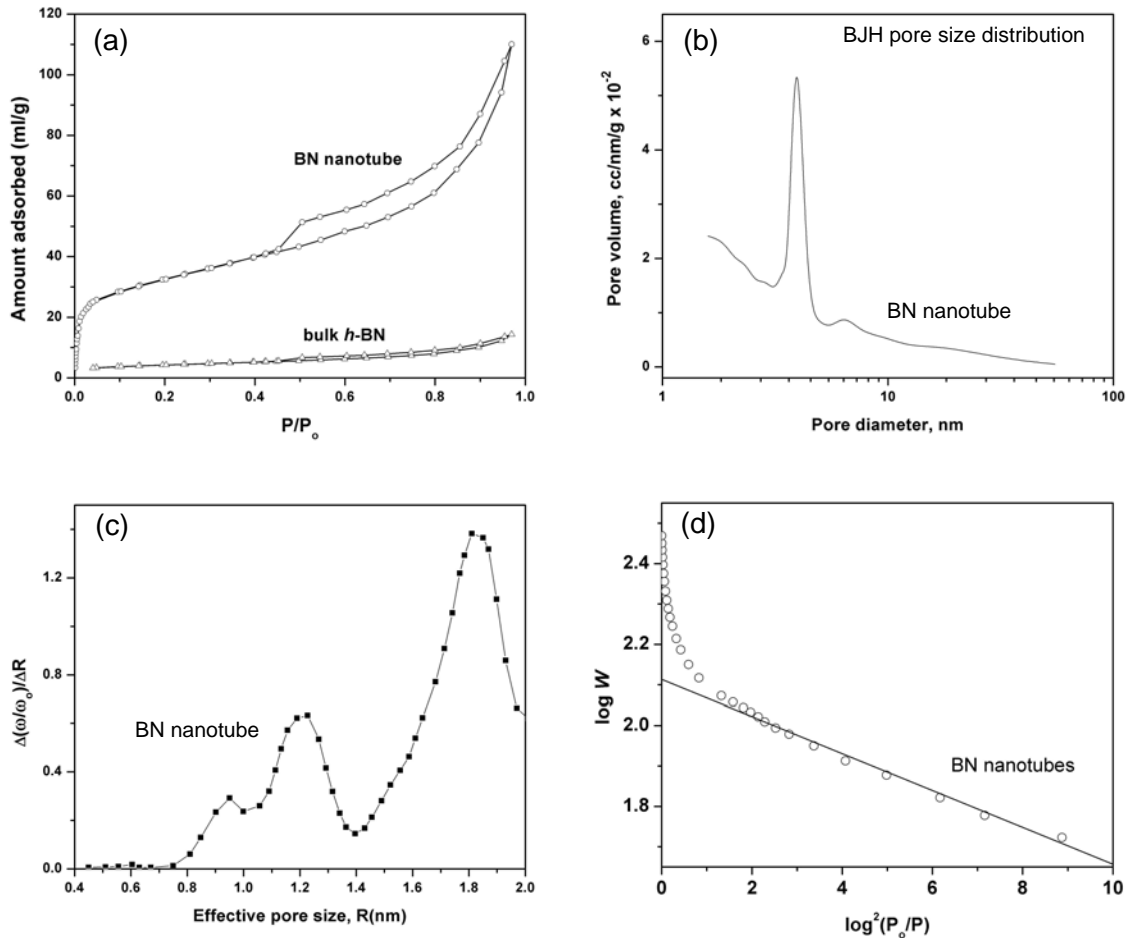 (a)
120
100
80
60
40
20
0
Amount adsorbed (ml/g)
BN nanotube
bulk h-BN
0.0 0.2 0.4 0.6 0.8 1.0
P/Po
(b)
BJH pore size distribution
6
4
2
0
Pore volume, cc/nm/g x 10-2
BN nanotube
1 10 100
Pore diameter, nm
(c)
1.2
0.8
0.4
0.0
Δ(ω/ωo)/ΔR
BN nanotube
0.4 0.6 0.8 1.0 1.2 1.4 1.6 1.8 2.0
Effective pore size, R(nm)
(d)
2.4
2.2
2.0
1.8
log W
BN nanotubes
0 2 4 6 8 10
log2(Po/P)